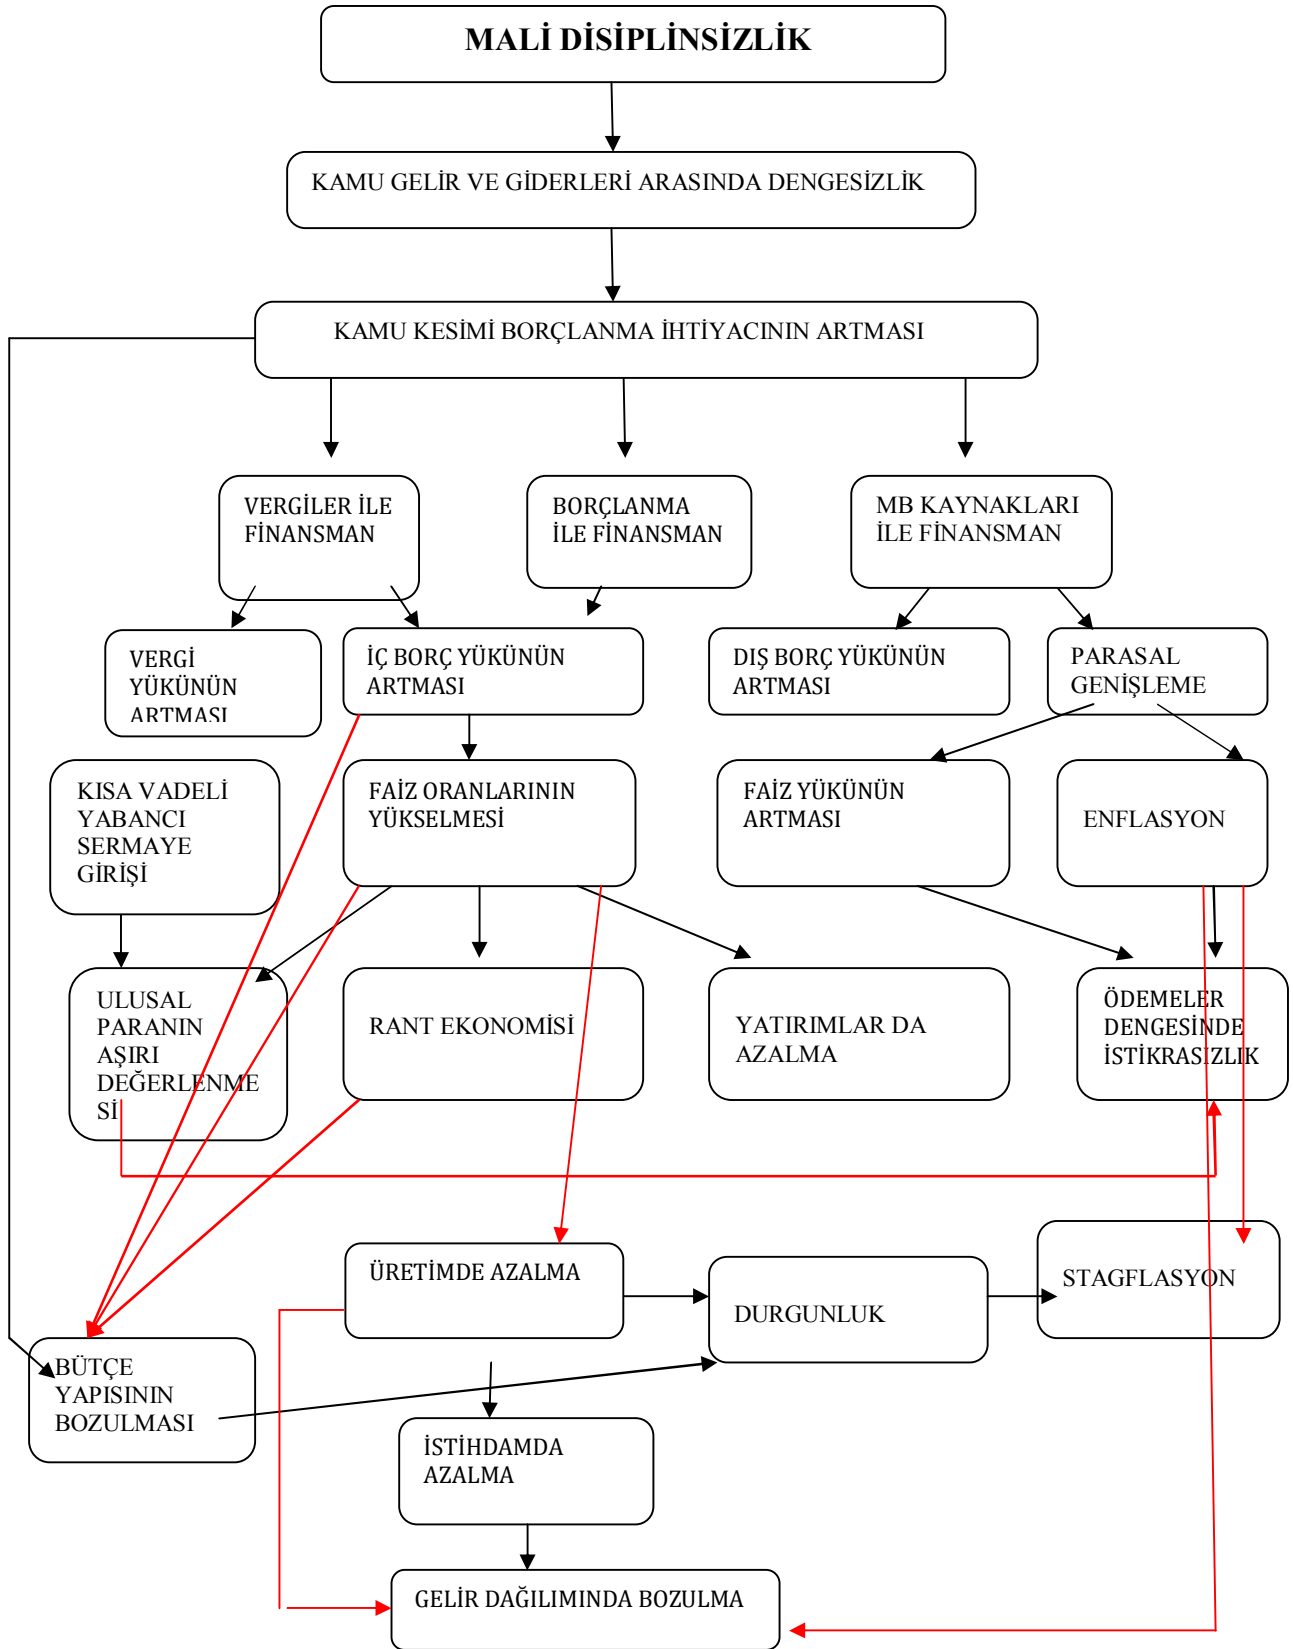 MALİ DİSİPLİNSİZLİK
KAMU GELİR VE GİDERLERİ ARASINDA DENGESİZLİK
KAMU KESİMİ BORÇLANMA İHTİYACININ ARTMASI
VERGİLER İLE
FİNANSMAN
BORÇLANMA
İLE FİNANSMAN
MB KAYNAKLARI
İLE FİNANSMAN
VERGİ
YÜKÜNÜN
ARTMASI
İÇ BORÇ YÜKÜNÜN
ARTMASI
DIŞ BORÇ YÜKÜNÜN
ARTMASI
PARASAL
GENİŞLEME
KISA VADELİ
YABANCI
SERMAYE
GİRİŞİ
FAİZ ORANLARININ
YÜKSELMESİ
FAİZ YÜKÜNÜN
ARTMASI
ENFLASYON
ULUSAL
PARANIN
AŞIRI
DEĞERLENME
Sİ
RANT EKONOMİSİ
YATIRIMLAR DA
AZALMA
ÖDEMELER
DENGESİNDE
İSTİKRASIZLIK
ÜRETİMDE AZALMA
DURGUNLUK
STAGFLASYON
BÜTÇE
YAPISININ
BOZULMASI
İSTİHDAMDA
AZALMA
GELİR DAĞILIMINDA BOZULMA